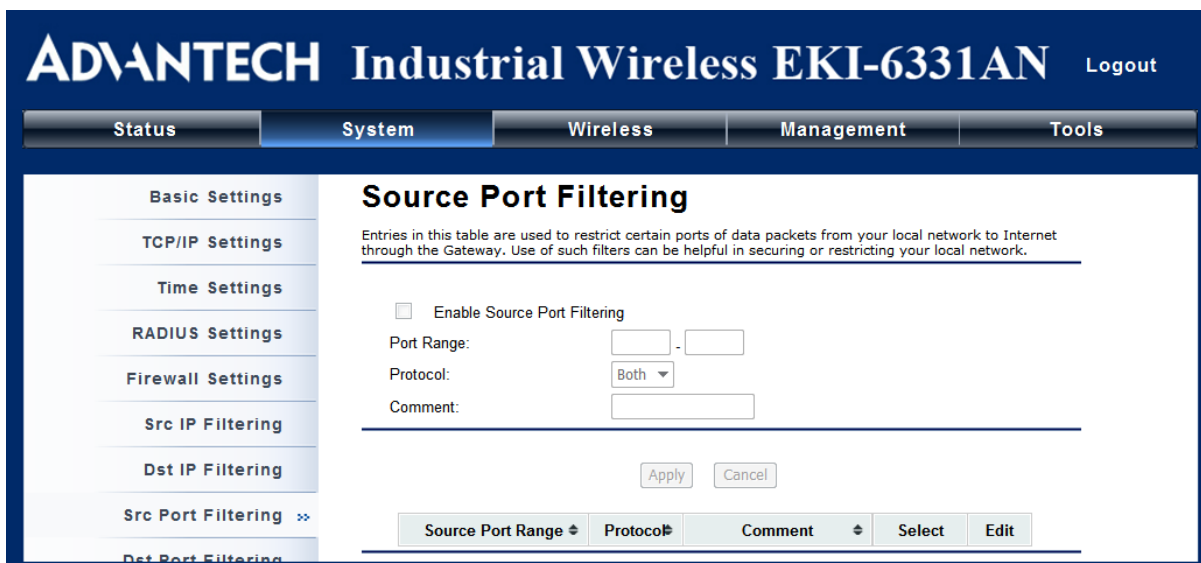 ADVANTECH Industrial Wireless EKI-6331AN Logout
Status System Wireless Management Tools
Basic Settings
TCP/IP Settings
Time Settings
RADIUS Settings
Firewall Settings
Src IP Filtering
Dst IP Filtering
Src Port Filtering »
Dst Port Filtering
Source Port Filtering
Entries in this table are used to restrict certain ports of data packets from your local network to Internet
through the Gateway. Use of such filters can be helpful in securing or restricting your local network.
Enable Source Port Filtering
Port Range: -
Protocol: Both
Comment:
Apply Cancel
Source Port Range Protocol Comment Select Edit